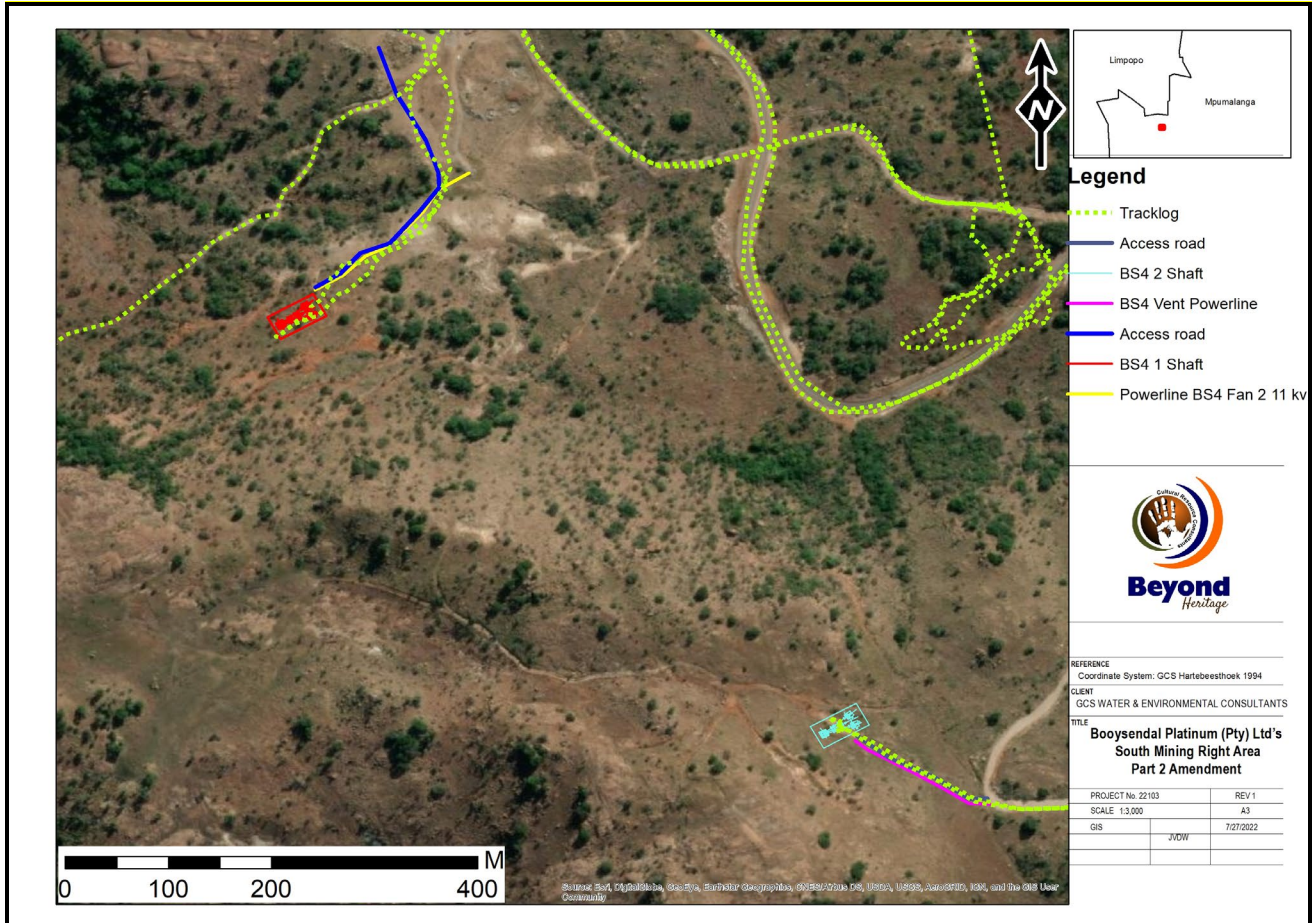 Limpopo
Mpumalanga
N
Legend
Tracklog
Access road
BS4 2 Shaft
BS4 Vent Powerline
Access road
BS4 1 Shaft
Powerline BS4 Fan 2 11 kv
Cultural Resource Consultants
Beyond
Heritage
REFERENCE
Coordinate System: GCS Hartebeesthoek 1994
CLIENT
GCS WATER & ENVIRONMENTAL CONSULTANTS
TITLE
Booysendal Platinum (Pty) Ltd's
South Mining Right Area
Part 2 Amendment
PROJECT No. 22103 REV 1
SCALE 1:3,000 A3
GIS JVDW 7/27/2022
M
0 100 200 400
Source: Esri, DigitalGlobe, GeoEye, Earthstar Geographics, CNES/Airbus DS, USDA, USGS, AeroGRID, IGN, and the GIS User
Community